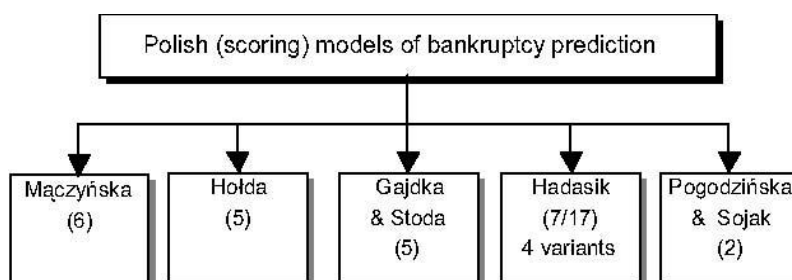 Polish (scoring) models of bankruptcy prediction
Mączyńska
(6)
Hołda
(5)
Gajdka
& Stoda
(5)
Hadasik
(7/17)
4 variants
Pogodzińska
& Sojak
(2)